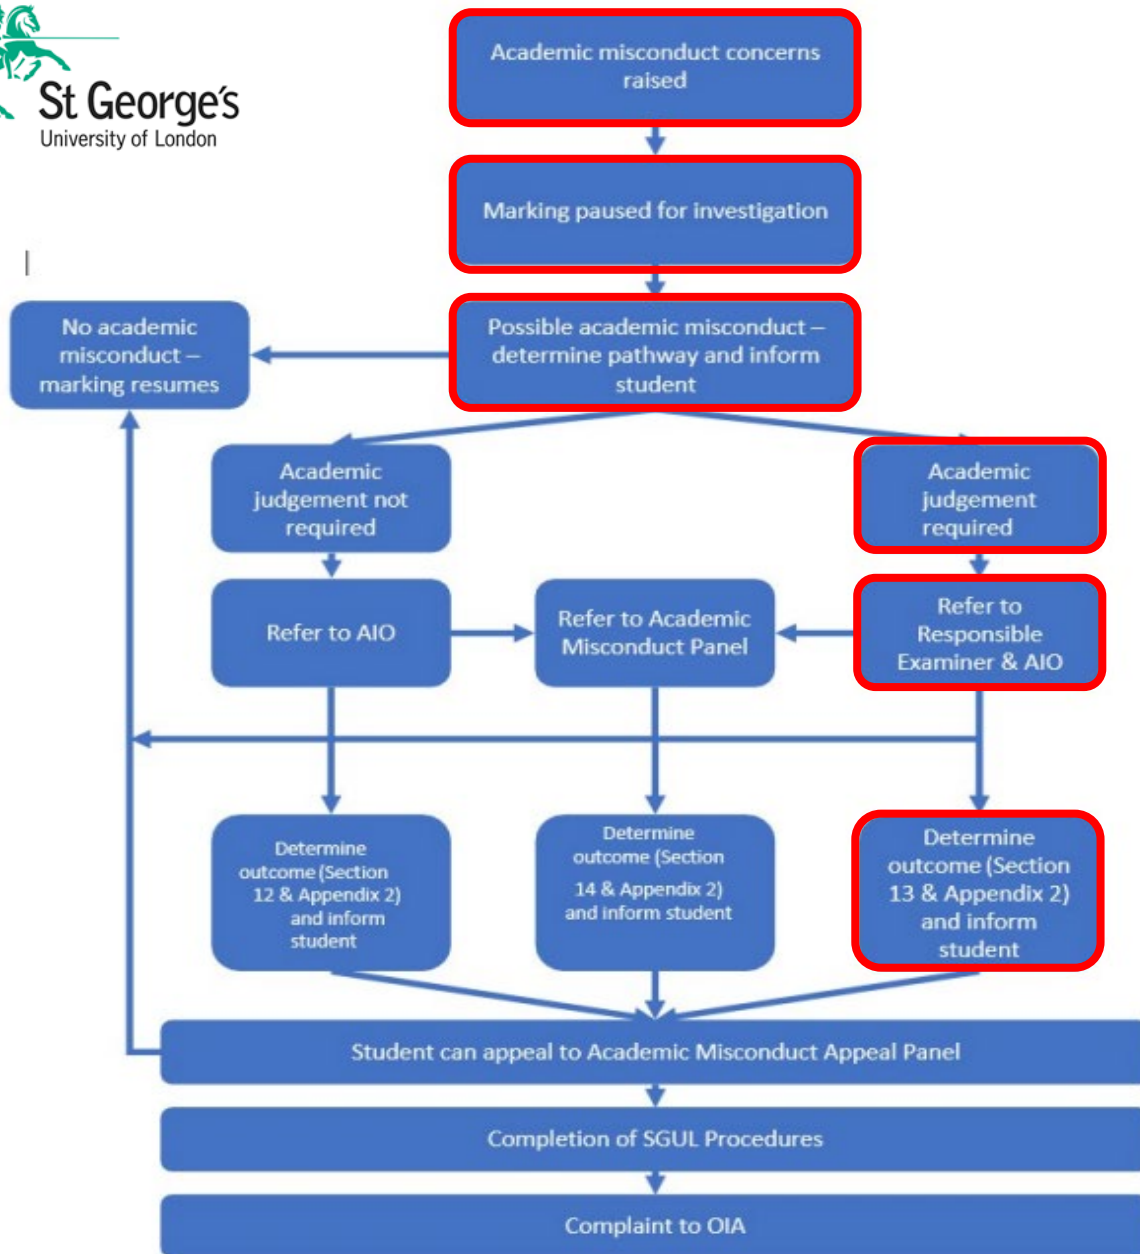 St George's
University of London
Academic misconduct concerns
raised
Marking paused for investigation
No academic
misconduct –
marking resumes
Possible academic misconduct –
determine pathway and inform
student
Academic
judgement not
required
Academic
judgement
required
Refer to AIO
Refer to Academic
Misconduct Panel
Refer to
Responsible
Examiner & AIO
Determine
outcome (Section
12 & Appendix 2)
and inform
student
Determine
outcome (Section
14 & Appendix 2)
and inform student
Determine
outcome (Section
13 & Appendix 2)
and inform
student
Student can appeal to Academic Misconduct Appeal Panel
Completion of SGUL Procedures
Complaint to OIA